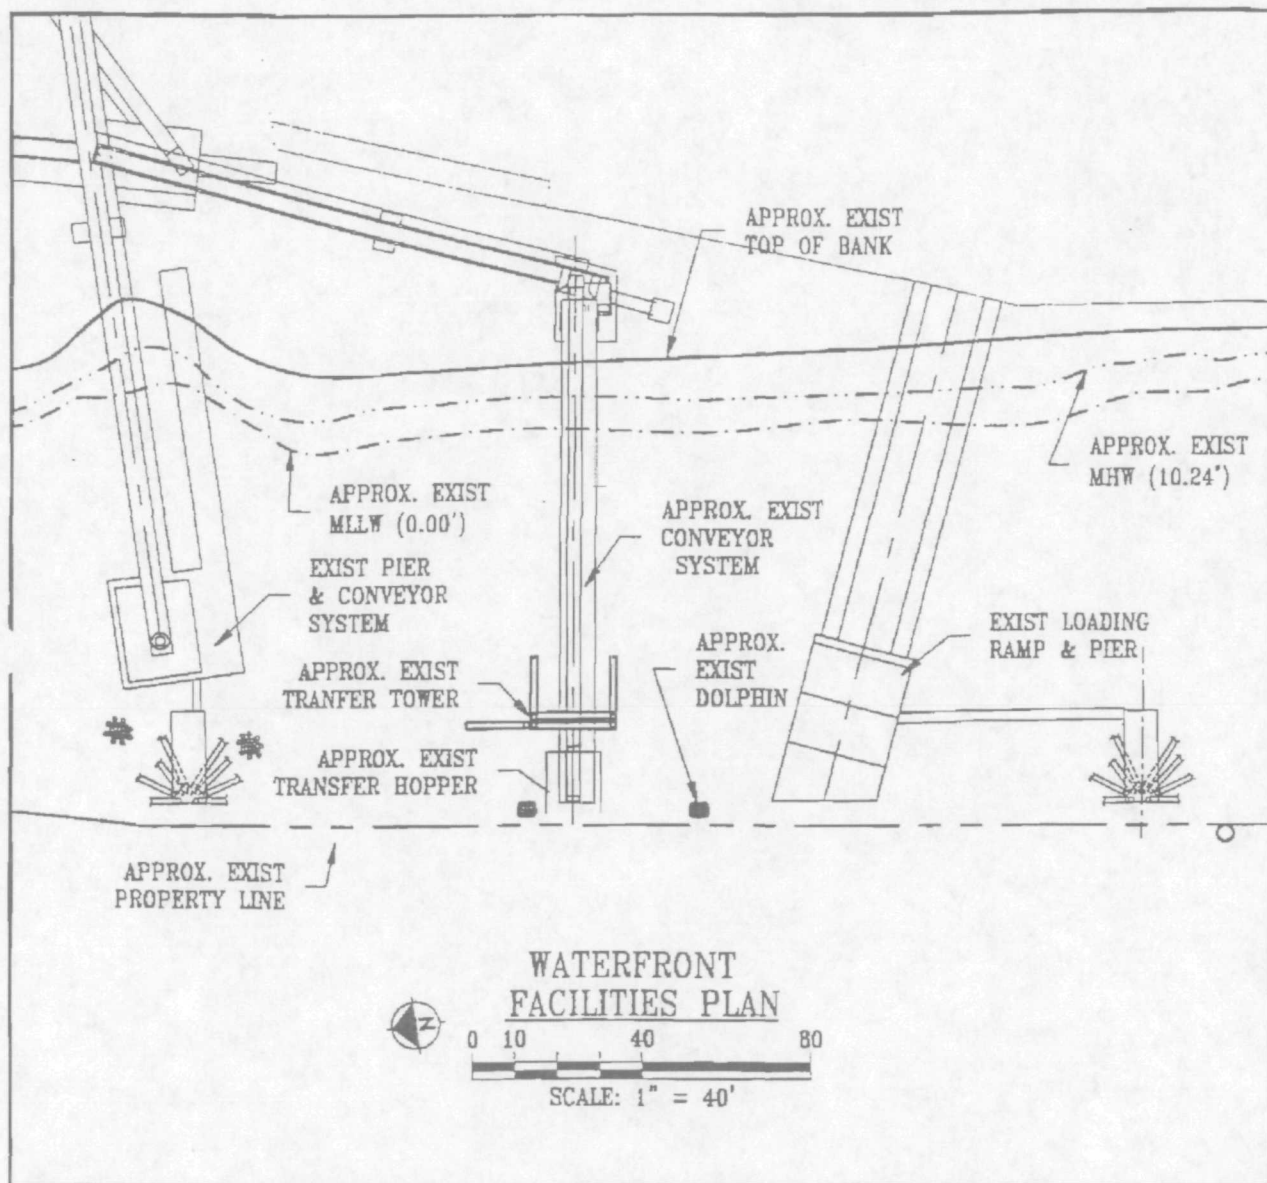 APPROX. EXIST
TOP OF BANK
APPROX. EXIST
MHW (10.24')
APPROX. EXIST
MLLW (0.00')
APPROX. EXIST
CONVEYOR
SYSTEM
EXIST PIER
& CONVEYOR
SYSTEM
EXIST LOADING
RAMP & PIER
APPROX.
EXIST
DOLPHIN
APPROX. EXIST
TRANFER TOWER
APPROX. EXIST
TRANSFER HOPPER
APPROX. EXIST
PROPERTY LINE
WATERFRONT
FACILITIES PLAN
N
0 10 40 80
SCALE: 1" = 40'